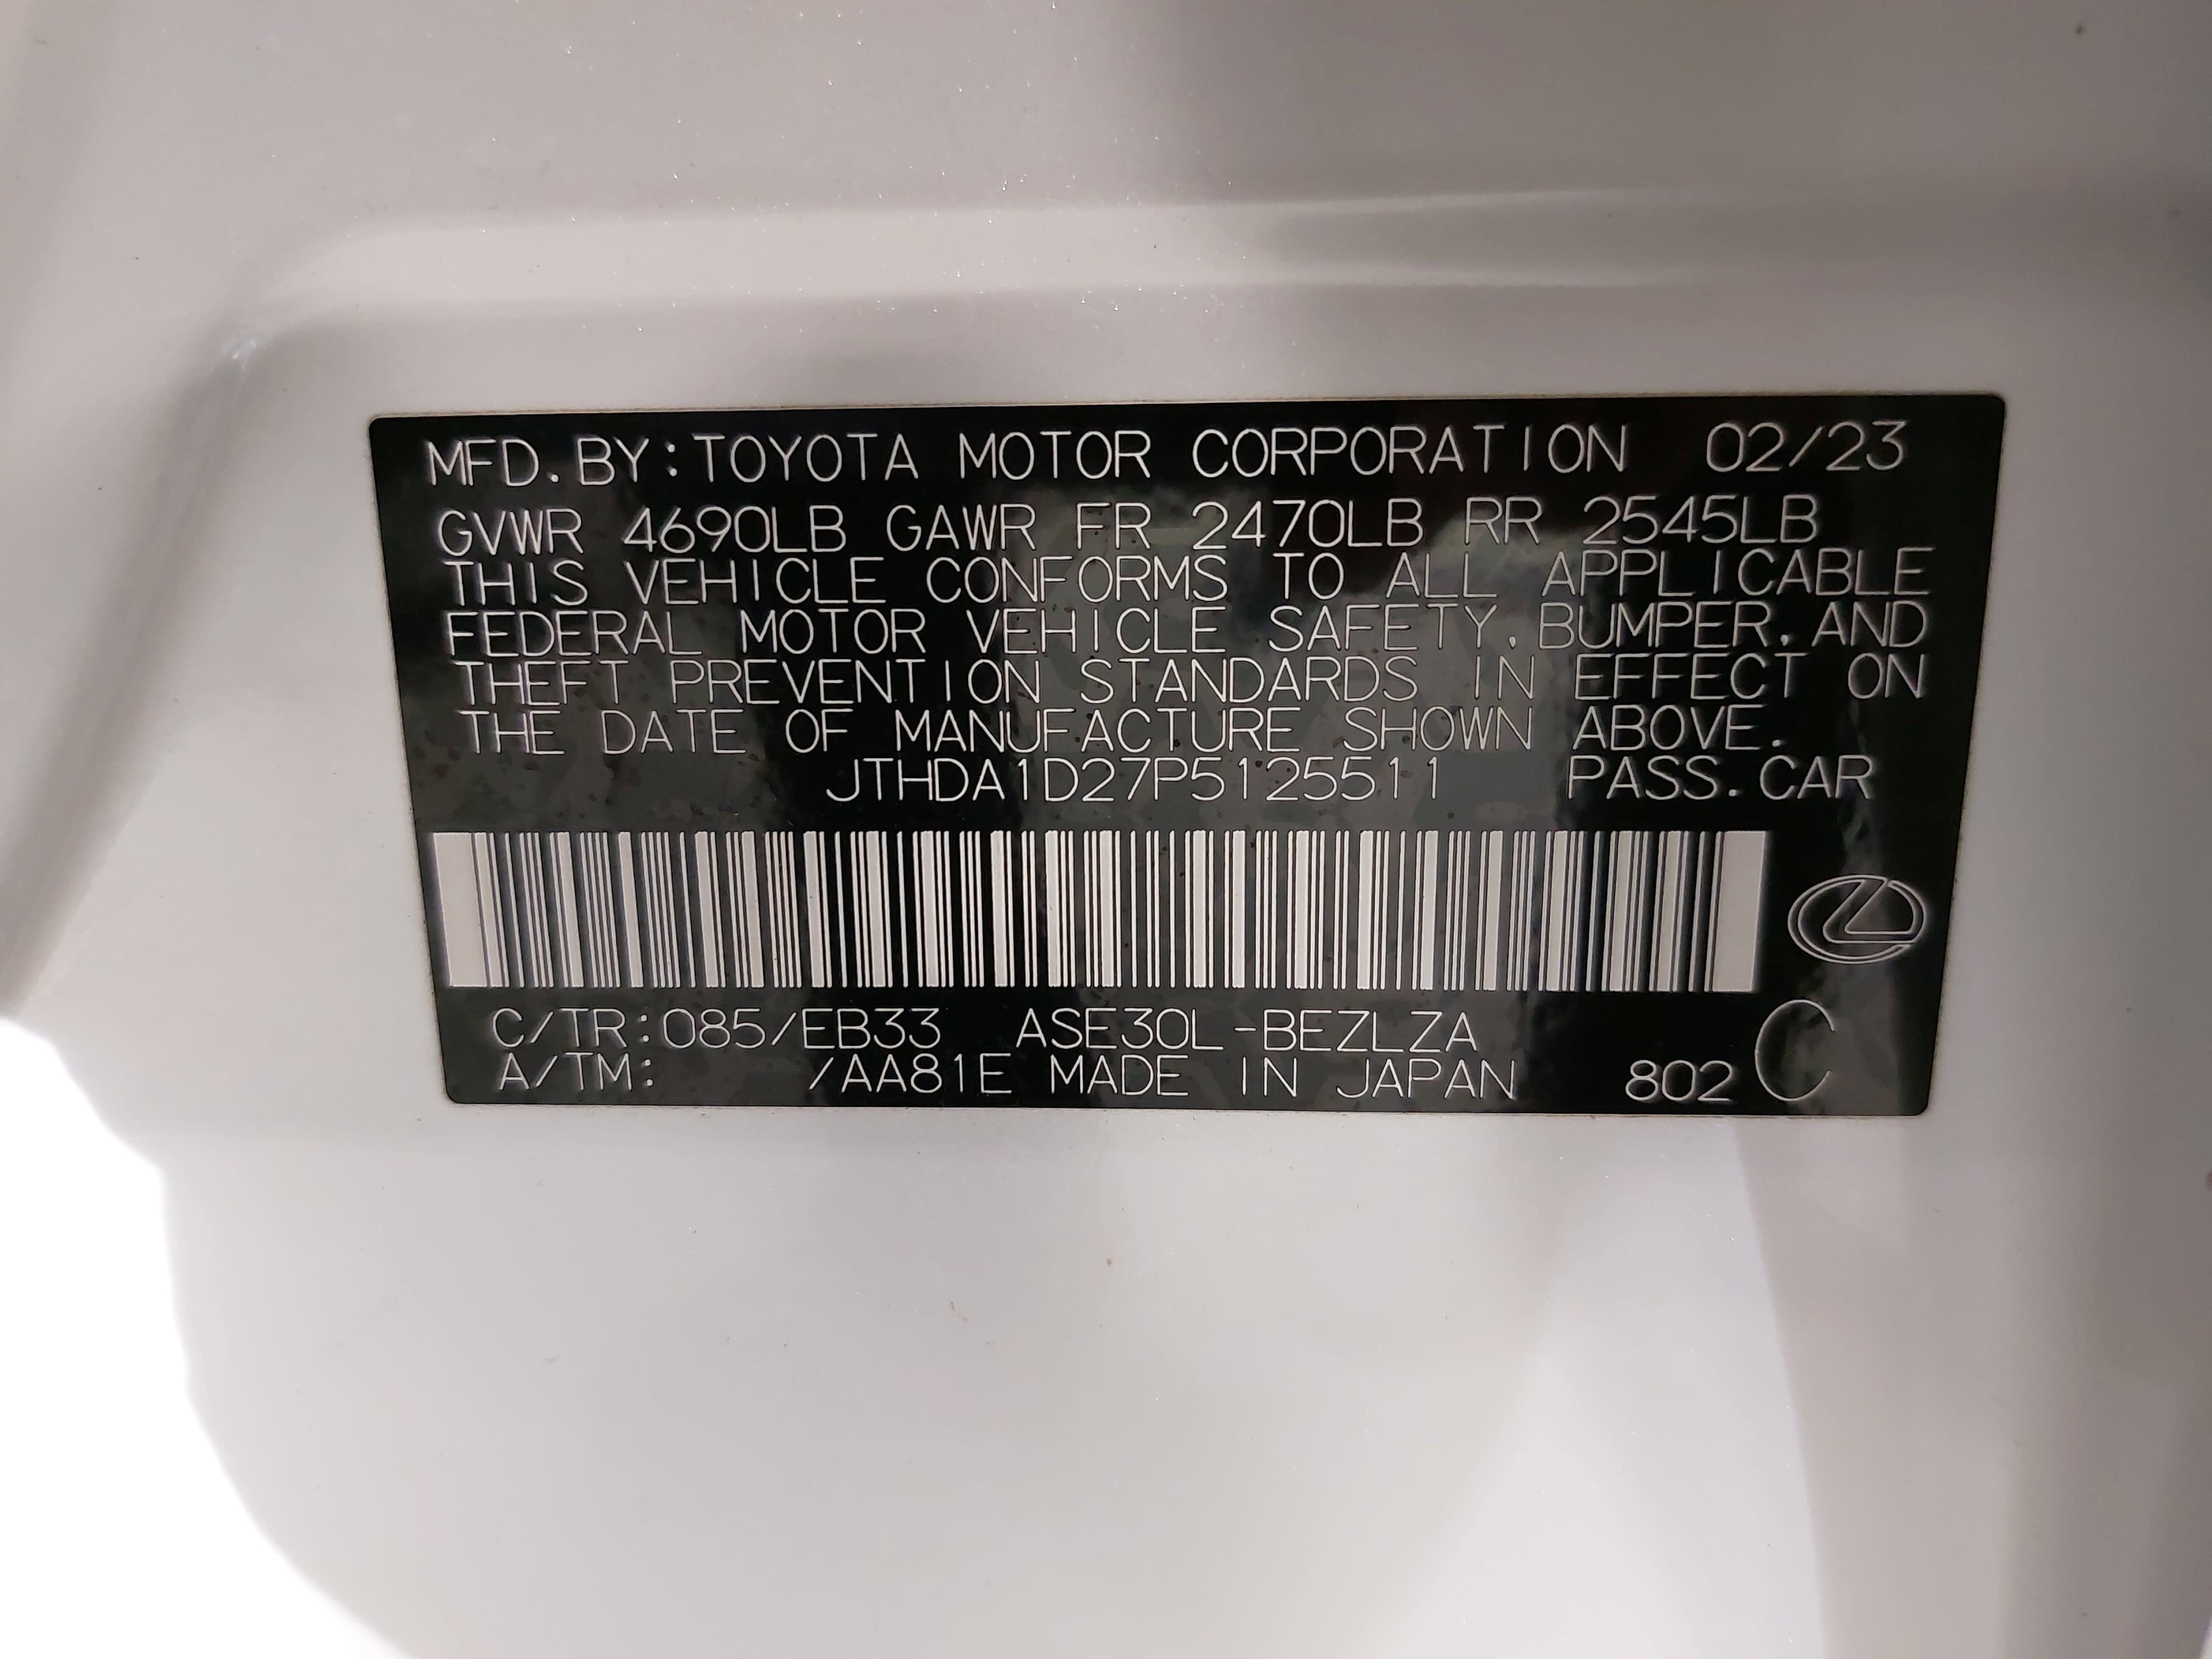 MFD. BY: TOYOTA MOTOR CORPORATION 02/23
GVWR 4690LB GAWR FR 2470LB RR 2545LB
THIS VEHICLE CONFORMS TO ALL APPLICABLE
FEDERAL MOTOR VEHICLE SAFETY, BUMPER, AND
THEFT PREVENTION STANDARDS IN EFFECT ON
THE DATE OF MANUFACTURE SHOWN ABOVE.
JTHDA1D27P5125511 PASS. CAR
C/TR: 085/EB33 ASE30L-BEZLZA
A/TM: /AA81E MADE IN JAPAN 802 C